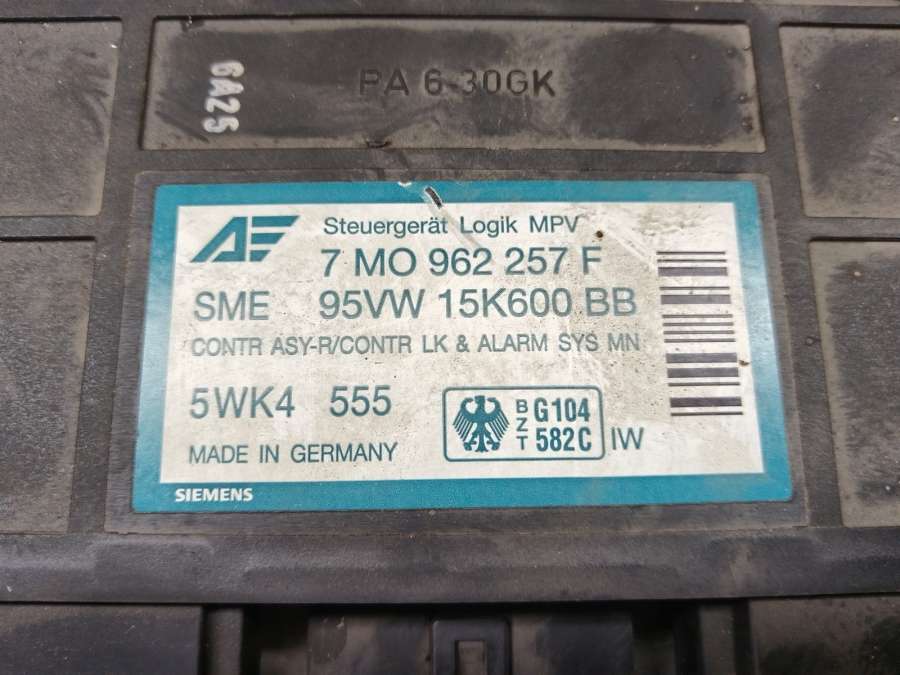 PA 6-30GK
6A25
AE
Steuergerät Logik MPV
7 MO 962 257 F
SME 95VW 15K600 BB
CONTR ASY-R/CONTR LK & ALARM SYS MN
5WK4 555
BZT G104
582C IW
MADE IN GERMANY
SIEMENS